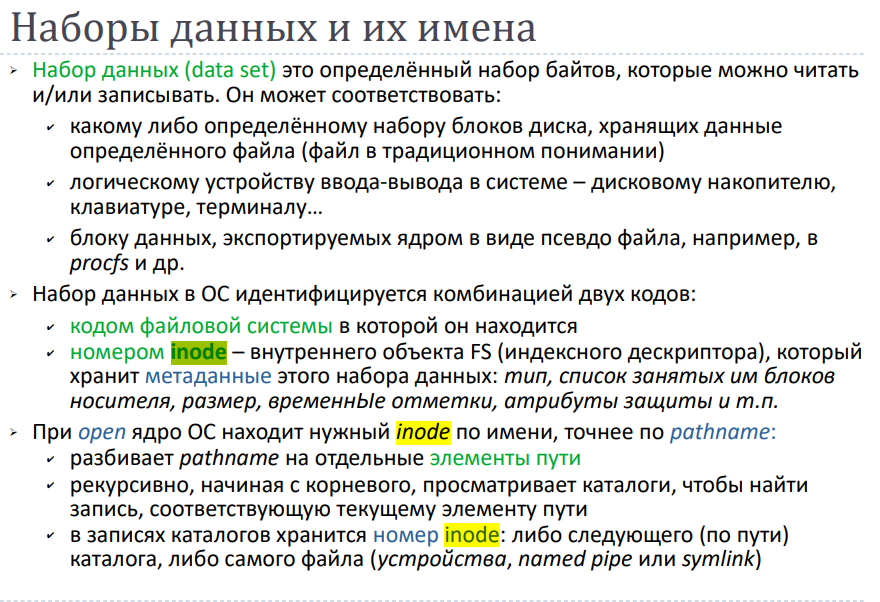 Наборы данных и их имена
Набор данных (data set) это определённый набор байтов, которые можно читать
и/или записывать. Он может соответствовать:
какому либо определённому набору блоков диска, хранящих данные
определённого файла (файл в традиционном понимании)
логическому устройству ввода-вывода в системе – дисковому накопителю,
клавиатуре, терминалу…
блоку данных, экспортируемых ядром в виде псевдо файла, например, в
procfs и др.
Набор данных в ОС идентифицируется комбинацией двух кодов:
кодом файловой системы в которой он находится
номером inode – внутреннего объекта FS (индексного дескриптора), который
хранит метаданные этого набора данных: тип, список занятых им блоков
носителя, размер, временнЫе отметки, атрибуты защиты и т.п.
При open ядро ОС находит нужный inode по имени, точнее по pathname:
разбивает pathname на отдельные элементы пути
рекурсивно, начиная с корневого, просматривает каталоги, чтобы найти
запись, соответствующую текущему элементу пути
в записях каталогов хранится номер inode: либо следующего (по пути)
каталога, либо самого файла (устройства, named pipe или symlink)